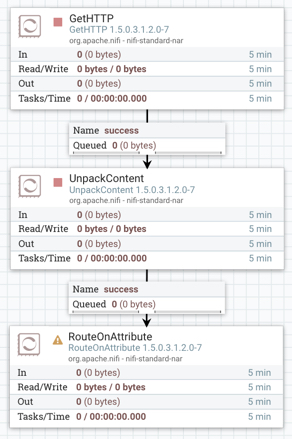 GetHTTP
GetHTTP 1.5.0.3.1.2.0-7
org.apache.nifi - nifi-standard-nar
In 0 (0 bytes) 5 min
Read/Write 0 bytes / 0 bytes 5 min
Out 0 (0 bytes) 5 min
Tasks/Time 0 / 00:00:00.000 5 min
Name success
Queued 0 (0 bytes)
UnpackContent
UnpackContent 1.5.0.3.1.2.0-7
org.apache.nifi - nifi-standard-nar
In 0 (0 bytes) 5 min
Read/Write 0 bytes / 0 bytes 5 min
Out 0 (0 bytes) 5 min
Tasks/Time 0 / 00:00:00.000 5 min
Name success
Queued 0 (0 bytes)
RouteOnAttribute
RouteOnAttribute 1.5.0.3.1.2.0-7
org.apache.nifi - nifi-standard-nar
In 0 (0 bytes) 5 min
Read/Write 0 bytes / 0 bytes 5 min
Out 0 (0 bytes) 5 min
Tasks/Time 0 / 00:00:00.000 5 min